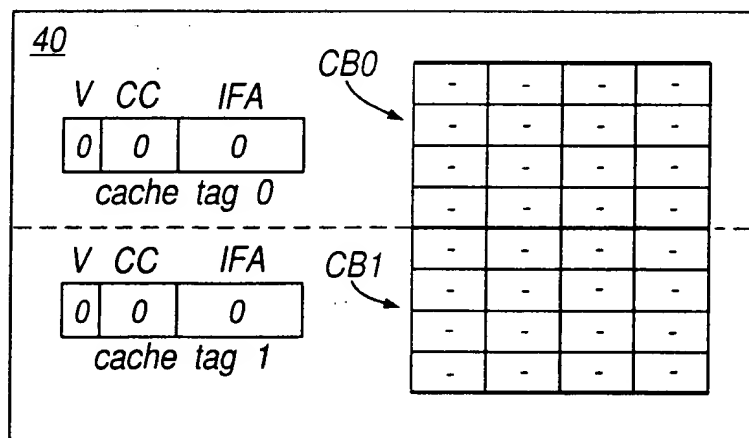 40
V CC IFA
0 0 0
cache tag 0
CB0
- - - -
- - - -
- - - -
- - - -
V CC IFA
0 0 0
cache tag 1
CB1
- - - -
- - - -
- - - -
- - - -